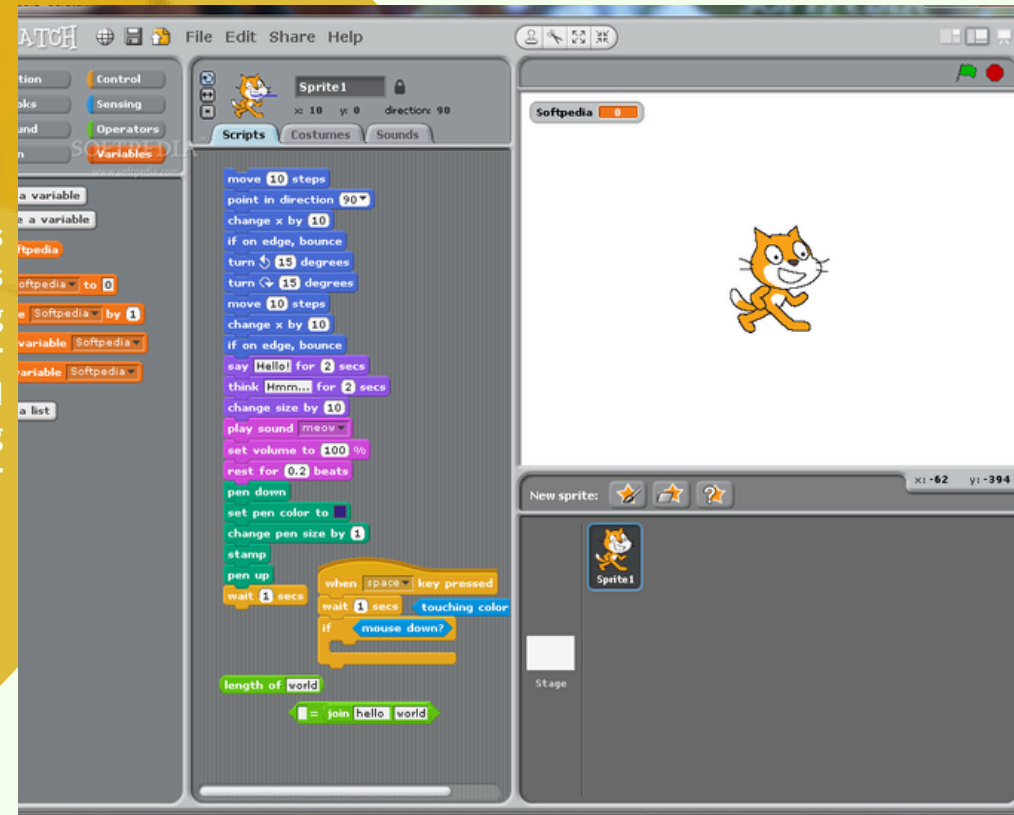 File Edit Share Help
Control
Sensing
Operators
Variables
SOFTPEDIA
www.softpedia.com
a variable
a variable
to 0
Softpedia by 1
variable Softpedia
Softpedia
a list
Sprite1
x: 10 y: 0 direction: 90
Scripts Costumes Sounds
move 10 steps
point in direction 90
change x by 10
if on edge, bounce
turn 15 degrees
turn 15 degrees
move 10 steps
change x by 10
if on edge, bounce
say Hello! for 2 secs
think Hmm... for 2 secs
change size by 10
play sound meow
set volume to 100 %
rest for 0.2 beats
pen down
set pen color to
change pen size by 1
stamp
pen up
wait 1 secs
when space key pressed
wait 1 secs touching color
if mouse down?
length of world
= join hello world
Softpedia 0
x: -62 y: -394
New sprite:
Sprite1
Stage